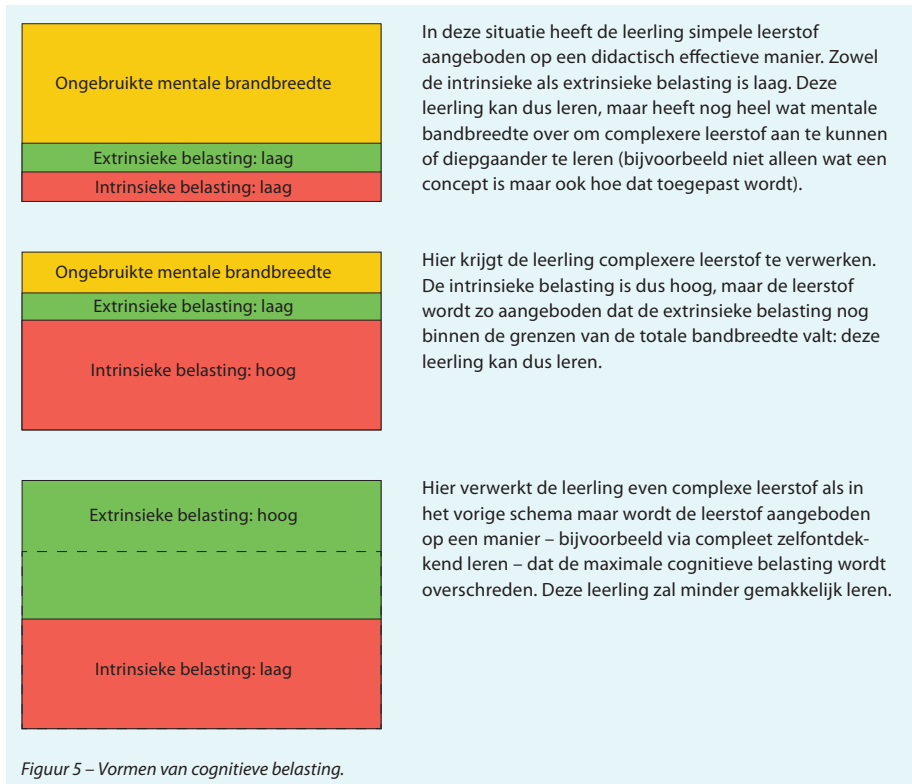 Ongebruikte mentale brandbreedte
Extrinsieke belasting: laag
Intrinsieke belasting: laag
In deze situatie heeft de leerling simpele leerstof
aangeboden op een didactisch effectieve manier. Zowel
de intrinsieke als extrinsieke belasting is laag. Deze
leerling kan dus leren, maar heeft nog heel wat mentale
bandbreedte over om complexere leerstof aan te kunnen
of diepgaander te leren (bijvoorbeeld niet alleen wat een
concept is maar ook hoe dat toegepast wordt).
Ongebruikte mentale brandbreedte
Extrinsieke belasting: laag
Intrinsieke belasting: hoog
Hier krijgt de leerling complexere leerstof te verwerken.
De intrinsieke belasting is dus hoog, maar de leerstof
wordt zo aangeboden dat de extrinsieke belasting nog
binnen de grenzen van de totale bandbreedte valt: deze
leerling kan dus leren.
Extrinsieke belasting: hoog
Intrinsieke belasting: laag
Hier verwerkt de leerling even complexe leerstof als in
het vorige schema maar wordt de leerstof aangeboden
op een manier – bijvoorbeeld via compleet zelfontdek-
kend leren – dat de maximale cognitieve belasting wordt
overschreden. Deze leerling zal minder gemakkelijk leren.
Figuur 5 – Vormen van cognitieve belasting.